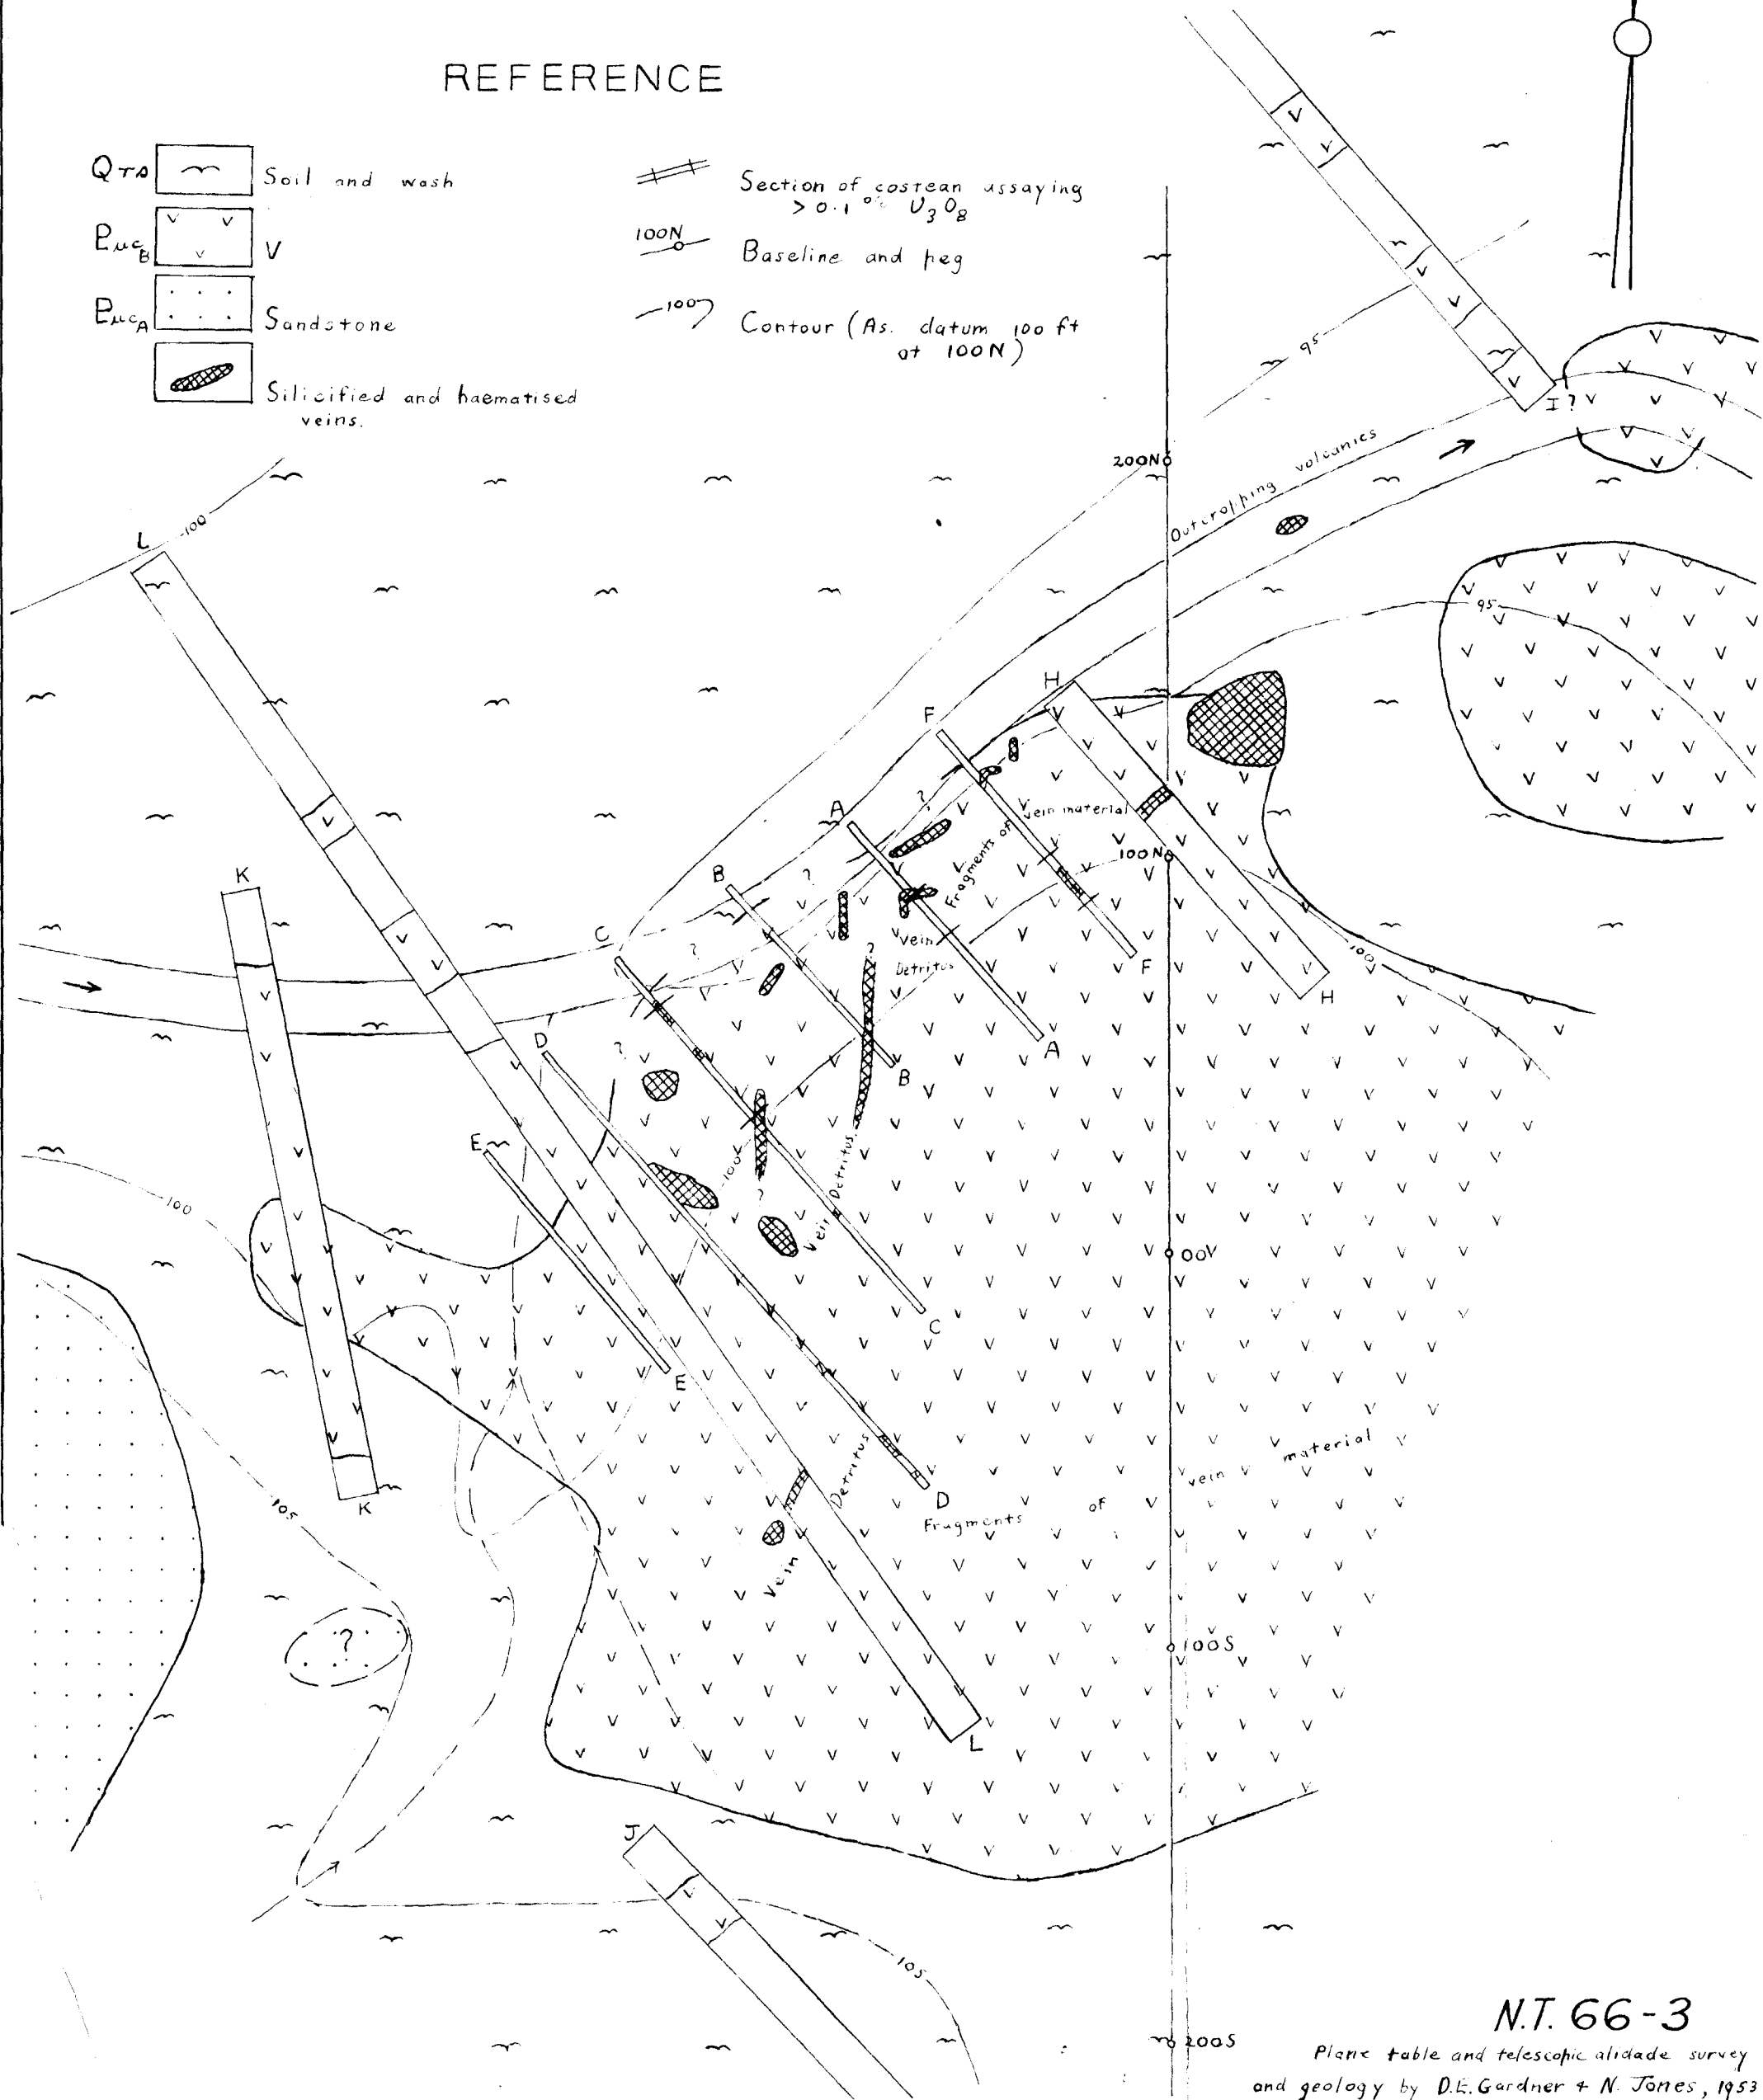 REFERENCE
Soil and wash
V
Sandstone
Silicified and haematised
veins.
Section of costean assaying
> 0.1 % U3O8
100N
Baseline and peg
100
Contour (As. datum 100 ft
at 100N)
95
I?
200N
Outcropping volcanics
L
100
95
H
F
A
?
Vein material
Fragments of
100N
B
?
K
C
?
Vein
Detritus
?
F
100
H
D
?
A
B
E
100
Vein Detritus
100
?
00
C
E
material
vein
Detritus
D
of
Fragments
K
105
Vein
?
100S
L
J
105
200S
N.T. 66-3
Plane table and telescopic alidade survey
and geology by D.E. Gardner + N. Jones, 1953